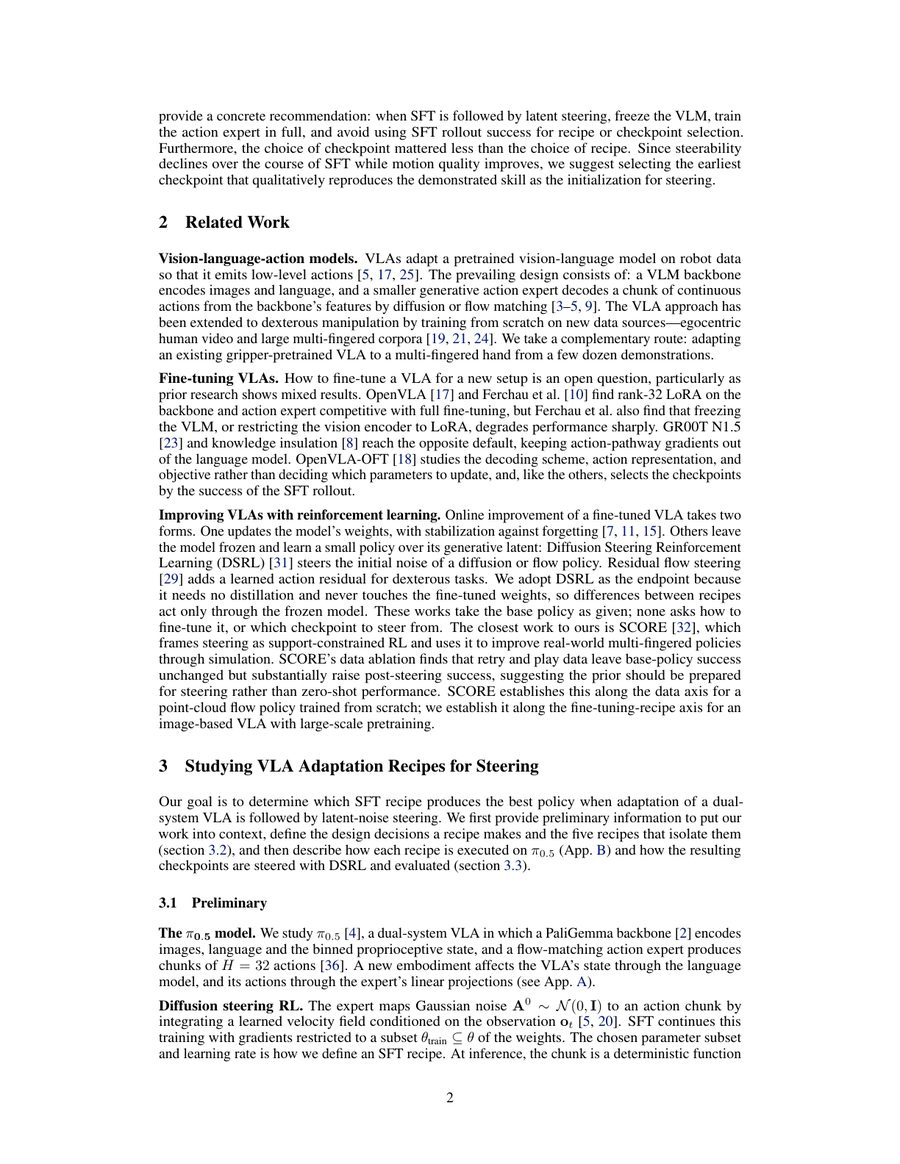 provide a concrete recommendation: when SFT is followed by latent steering, freeze the VLM, train
the action expert in full, and avoid using SFT rollout success for recipe or checkpoint selection.
Furthermore, the choice of checkpoint mattered less than the choice of recipe. Since steerability
declines over the course of SFT while motion quality improves, we suggest selecting the earliest
checkpoint that qualitatively reproduces the demonstrated skill as the initialization for steering.
2 Related Work
Vision-language-action models. VLAs adapt a pretrained vision-language model on robot data
so that it emits low-level actions [5, 17, 25]. The prevailing design consists of: a VLM backbone
encodes images and language, and a smaller generative action expert decodes a chunk of continuous
actions from the backbone's features by diffusion or flow matching [3–5, 9]. The VLA approach has
been extended to dexterous manipulation by training from scratch on new data sources—egocentric
human video and large multi-fingered corpora [19, 21, 24]. We take a complementary route: adapting
an existing gripper-pretrained VLA to a multi-fingered hand from a few dozen demonstrations.
Fine-tuning VLAs. How to fine-tune a VLA for a new setup is an open question, particularly as
prior research shows mixed results. OpenVLA [17] and Ferchau et al. [10] find rank-32 LoRA on the
backbone and action expert competitive with full fine-tuning, but Ferchau et al. also find that freezing
the VLM, or restricting the vision encoder to LoRA, degrades performance sharply. GR00T N1.5
[23] and knowledge insulation [8] reach the opposite default, keeping action-pathway gradients out
of the language model. OpenVLA-OFT [18] studies the decoding scheme, action representation, and
objective rather than deciding which parameters to update, and, like the others, selects the checkpoints
by the success of the SFT rollout.
Improving VLAs with reinforcement learning. Online improvement of a fine-tuned VLA takes two
forms. One updates the model's weights, with stabilization against forgetting [7, 11, 15]. Others leave
the model frozen and learn a small policy over its generative latent: Diffusion Steering Reinforcement
Learning (DSRL) [31] steers the initial noise of a diffusion or flow policy. Residual flow steering
[29] adds a learned action residual for dexterous tasks. We adopt DSRL as the endpoint because
it needs no distillation and never touches the fine-tuned weights, so differences between recipes
act only through the frozen model. These works take the base policy as given; none asks how to
fine-tune it, or which checkpoint to steer from. The closest work to ours is SCORE [32], which
frames steering as support-constrained RL and uses it to improve real-world multi-fingered policies
through simulation. SCORE's data ablation finds that retry and play data leave base-policy success
unchanged but substantially raise post-steering success, suggesting the prior should be prepared
for steering rather than zero-shot performance. SCORE establishes this along the data axis for a
point-cloud flow policy trained from scratch; we establish it along the fine-tuning-recipe axis for an
image-based VLA with large-scale pretraining.
3 Studying VLA Adaptation Recipes for Steering
Our goal is to determine which SFT recipe produces the best policy when adaptation of a dual-
system VLA is followed by latent-noise steering. We first provide preliminary information to put our
work into context, define the design decisions a recipe makes and the five recipes that isolate them
(section 3.2), and then describe how each recipe is executed on π0.5 (App. B) and how the resulting
checkpoints are steered with DSRL and evaluated (section 3.3).
3.1 Preliminary
The π0.5 model. We study π0.5 [4], a dual-system VLA in which a PaliGemma backbone [2] encodes
images, language and the binned proprioceptive state, and a flow-matching action expert produces
chunks of H = 32 actions [36]. A new embodiment affects the VLA's state through the language
model, and its actions through the expert's linear projections (see App. A).
Diffusion steering RL. The expert maps Gaussian noise A⁰ ∼ 𝒩(0, I) to an action chunk by
integrating a learned velocity field conditioned on the observation oₜ [5, 20]. SFT continues this
training with gradients restricted to a subset θtrain ⊆ θ of the weights. The chosen parameter subset
and learning rate is how we define an SFT recipe. At inference, the chunk is a deterministic function
2